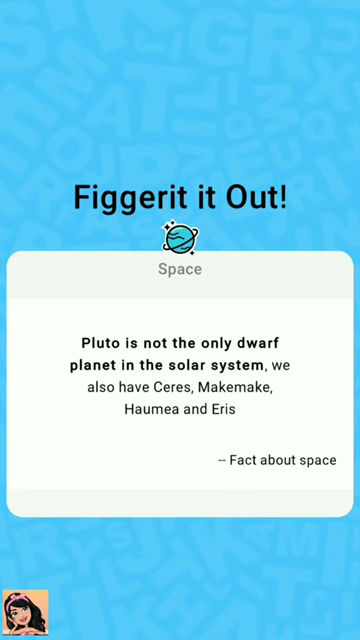 Figgerit it Out!
Space
Pluto is not the only dwarf
planet in the solar system, we
also have Ceres, Makemake,
Haumea and Eris
-- Fact about space